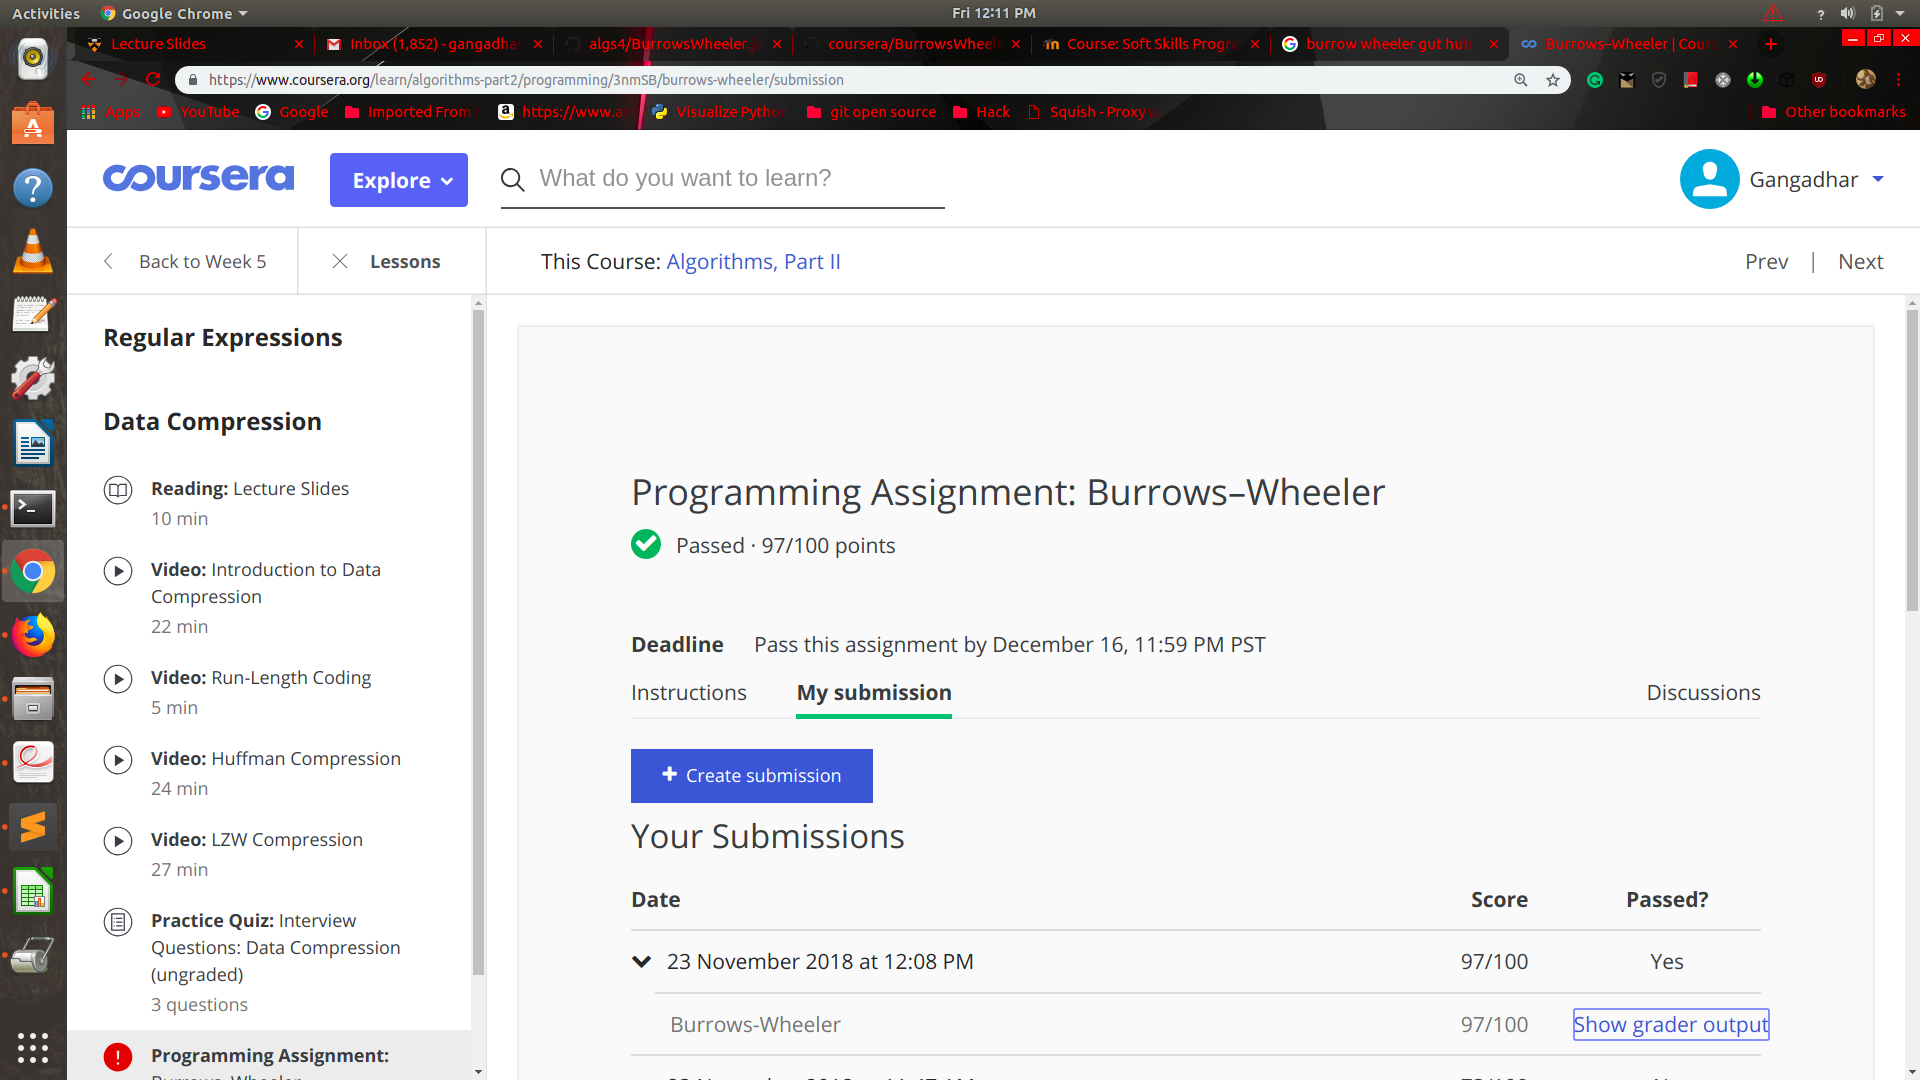 Activities Google Chrome Fri 12:11 PM
Lecture Slides Inbox (1,852) - gangadha algs4/BurrowsWheeler.j coursera/BurrowsWheele Course: Soft Skills Progra burrow wheeler gut hub Burrows–Wheeler | Cours
https://www.coursera.org/learn/algorithms-part2/programming/3nmSB/burrows-wheeler/submission
Apps YouTube Google Imported From https://www.a Visualize Pytho git open source Hack Squish - Proxy Other bookmarks
coursera Explore What do you want to learn? Gangadhar
Back to Week 5 Lessons This Course: Algorithms, Part II Prev | Next
Regular Expressions
Data Compression
Reading: Lecture Slides
10 min
Video: Introduction to Data
Compression
22 min
Video: Run-Length Coding
5 min
Video: Huffman Compression
24 min
Video: LZW Compression
27 min
Practice Quiz: Interview
Questions: Data Compression
(ungraded)
3 questions
Programming Assignment:
Burrows–Wheeler
Programming Assignment: Burrows–Wheeler
Passed · 97/100 points
Deadline Pass this assignment by December 16, 11:59 PM PST
Instructions My submission Discussions
+ Create submission
Your Submissions
Date Score Passed?
23 November 2018 at 12:08 PM 97/100 Yes
Burrows-Wheeler 97/100 Show grader output